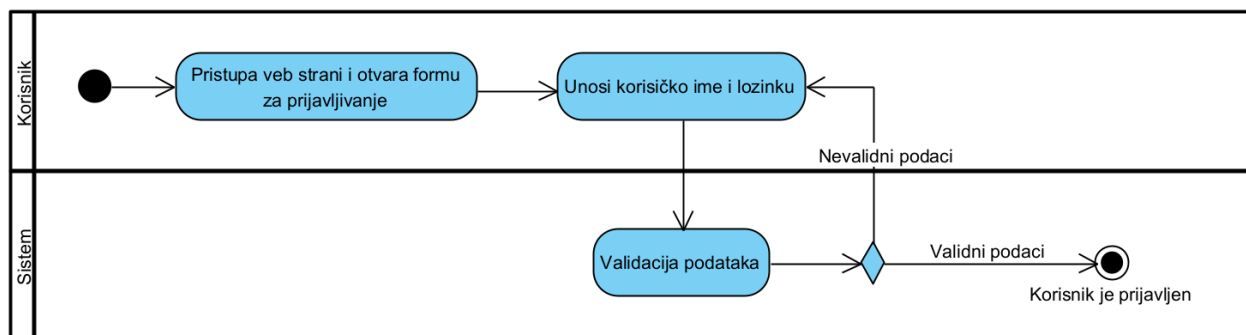 Korisnik
Pristupa veb strani i otvara formu
za prijavljivanje
Unosi korisičko ime i lozinku
Nevalidni podaci
Sistem
Validacija podataka
Validni podaci
Korisnik je prijavljen